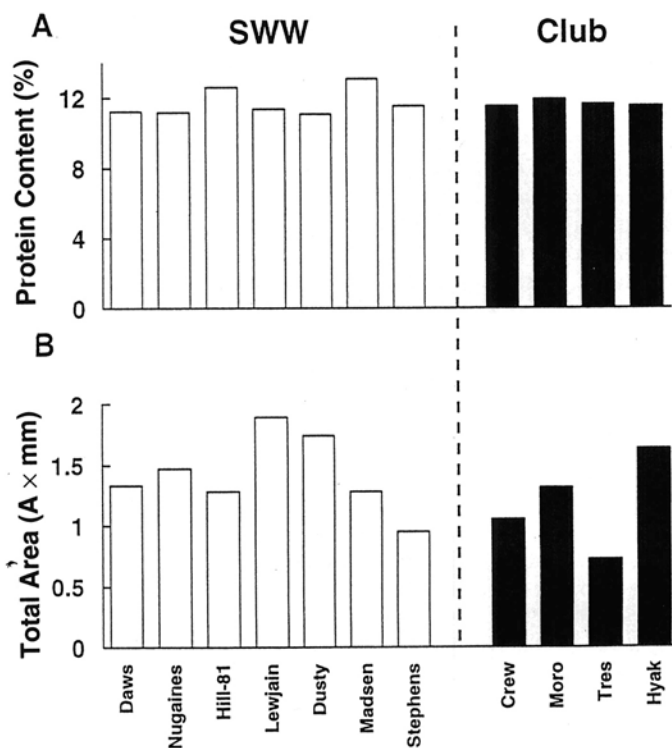 A
SWW
Club
Protein Content (%)
12
8
4
0
B
Total Area (A × mm)
2
1.5
1
0.5
0
Daws
Nugaines
Hill-81
Lewjain
Dusty
Madsen
Stephens
Crew
Moro
Tres
Hyak